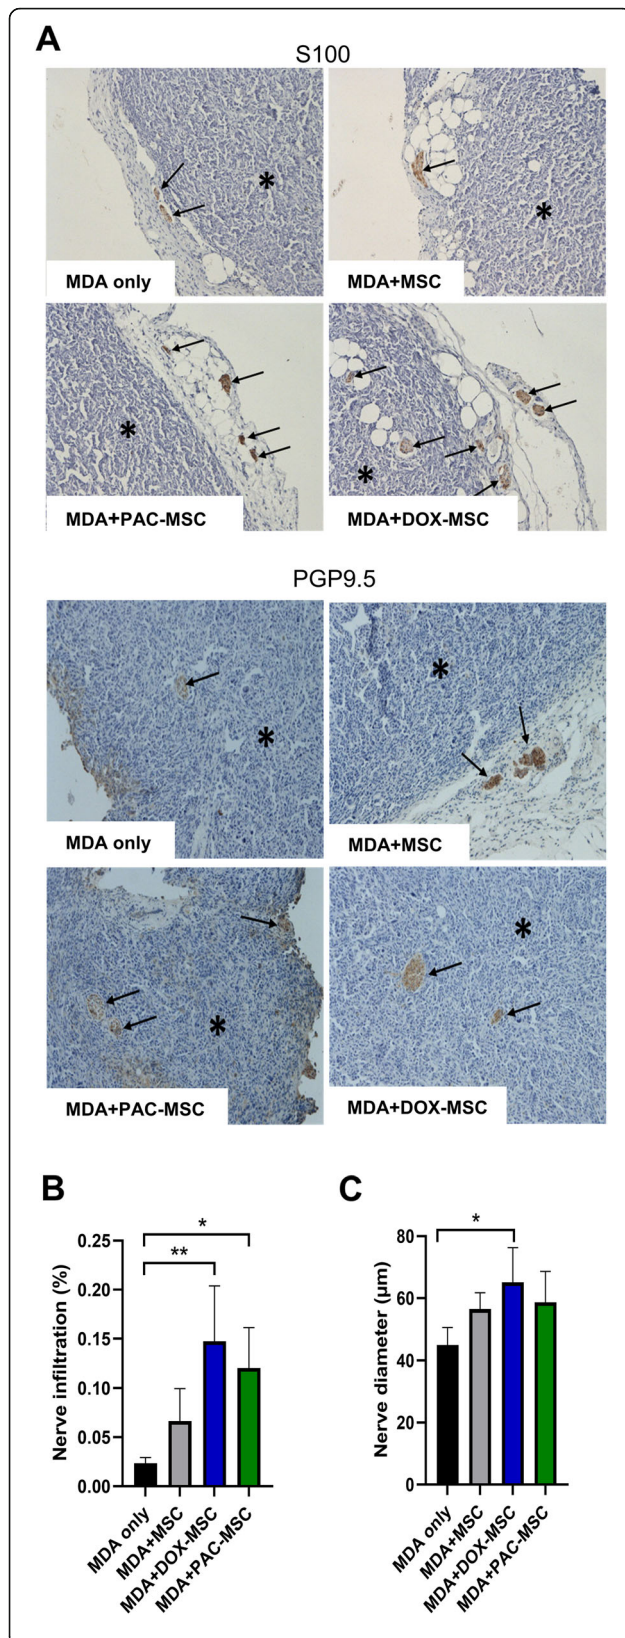 A
S100
*
*
MDA only
MDA+MSC
*
*
MDA+PAC-MSC
MDA+DOX-MSC
PGP9.5
*
*
MDA only
MDA+MSC
*
*
MDA+PAC-MSC
MDA+DOX-MSC
B
*
**
Nerve infiltration (%)
0.25
0.20
0.15
0.10
0.05
0.00
MDA only
MDA+MSC
MDA+DOX-MSC
MDA+PAC-MSC
C
*
Nerve diameter (µm)
80
60
40
20
0
MDA only
MDA+MSC
MDA+DOX-MSC
MDA+PAC-MSC